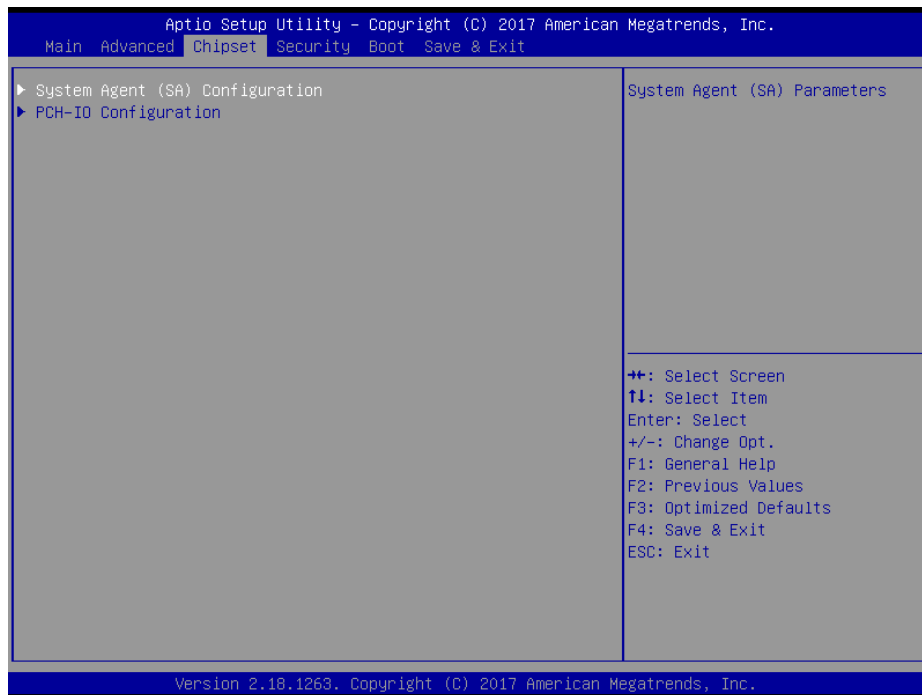 Aptio Setup Utility – Copyright (C) 2017 American Megatrends, Inc.
Main Advanced Chipset Security Boot Save & Exit
▶ System Agent (SA) Configuration
▶ PCH-IO Configuration
System Agent (SA) Parameters
→←: Select Screen
↑↓: Select Item
Enter: Select
+/-: Change Opt.
F1: General Help
F2: Previous Values
F3: Optimized Defaults
F4: Save & Exit
ESC: Exit
Version 2.18.1263. Copyright (C) 2017 American Megatrends, Inc.